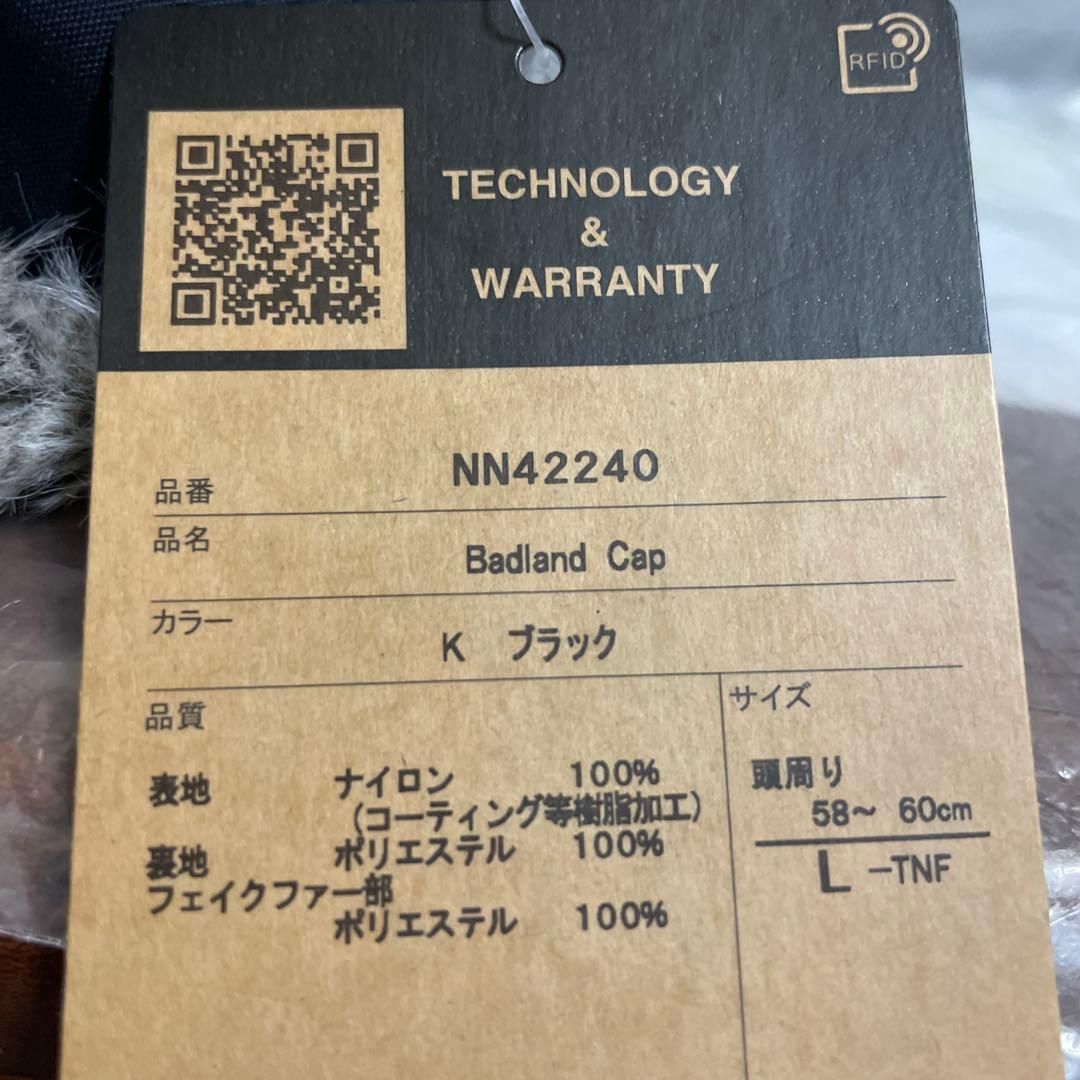 RFID
TECHNOLOGY
&
WARRANTY
品番 NN42240
品名 Badland Cap
カラー K ブラック
品質
表地 ナイロン 100%
(コーティング等樹脂加工)
裏地 ポリエステル 100%
フェイクファー部
ポリエステル 100%
サイズ
頭周り
58~ 60cm
L -TNF